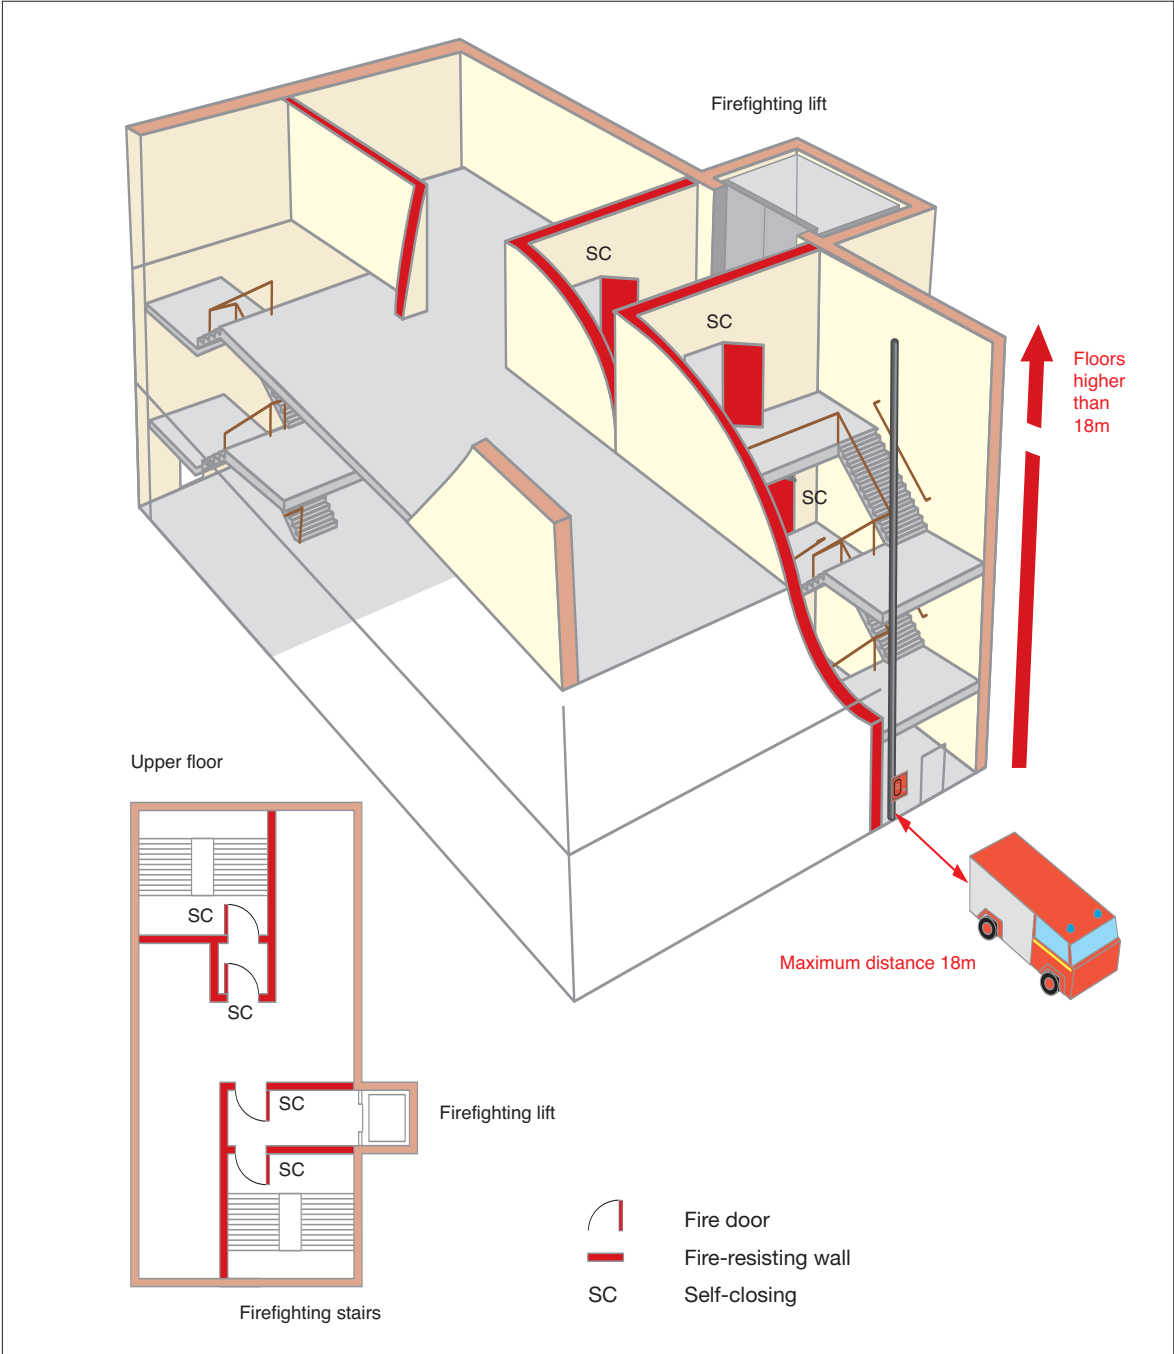 Firefighting lift
SC
SC
Floors
higher
than
18m
SC
Upper floor
SC
Maximum distance 18m
SC
SC
Firefighting lift
SC
Fire door
Fire-resisting wall
SC Self-closing
Firefighting stairs